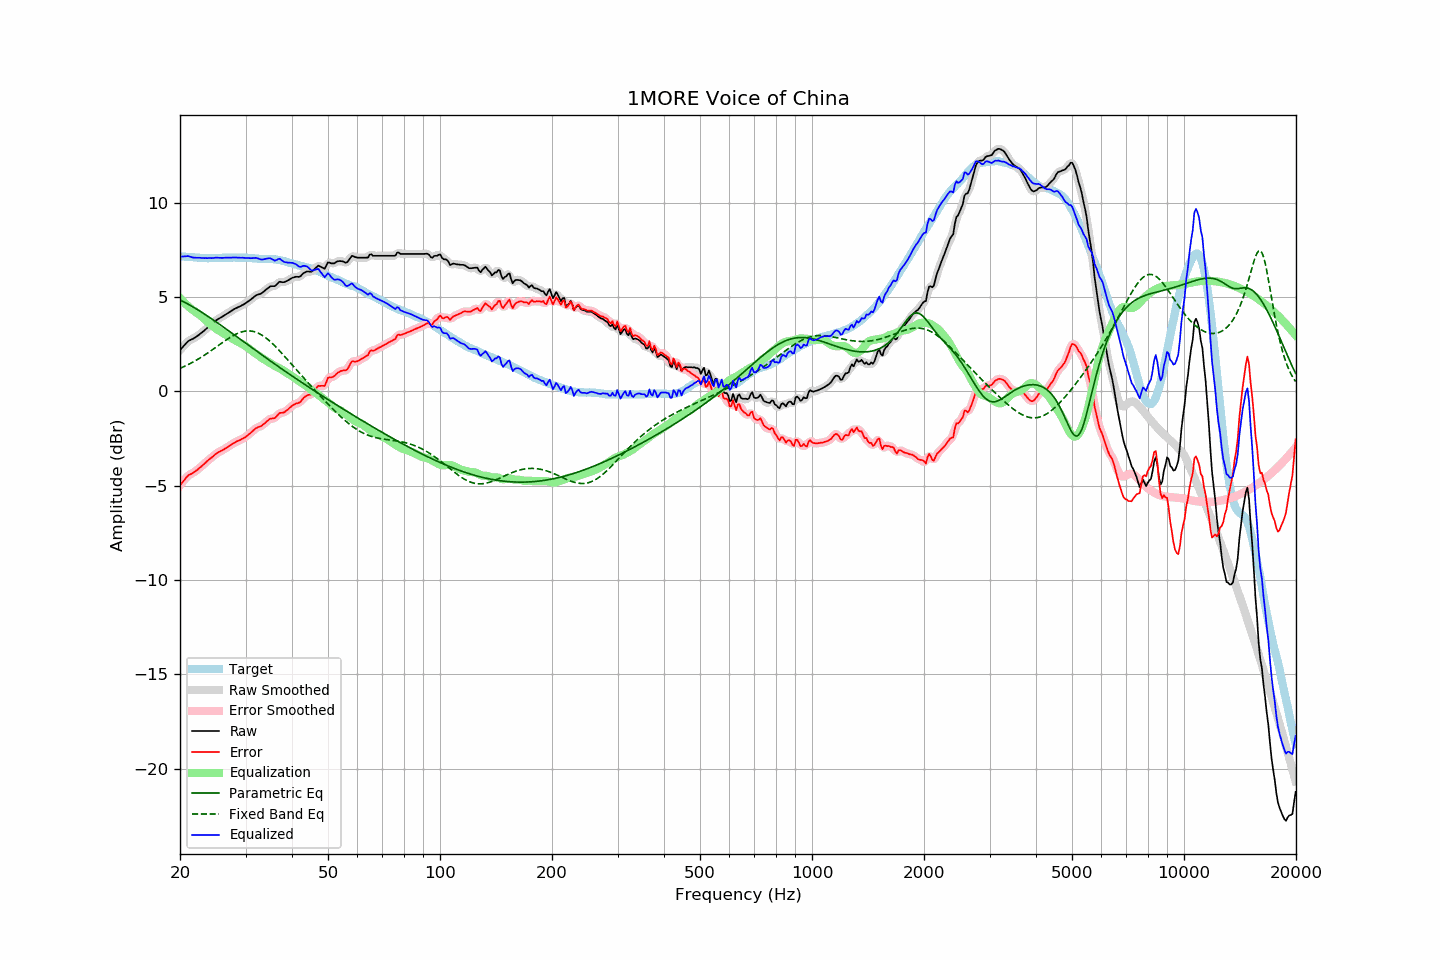 1MORE Voice of China
10
5
0
−5
−10
−15
−20
Amplitude (dBr)
Target
Raw Smoothed
Error Smoothed
Raw
Error
Equalization
Parametric Eq
Fixed Band Eq
Equalized
20 50 100 200 500 1000 2000 5000 10000 20000
Frequency (Hz)